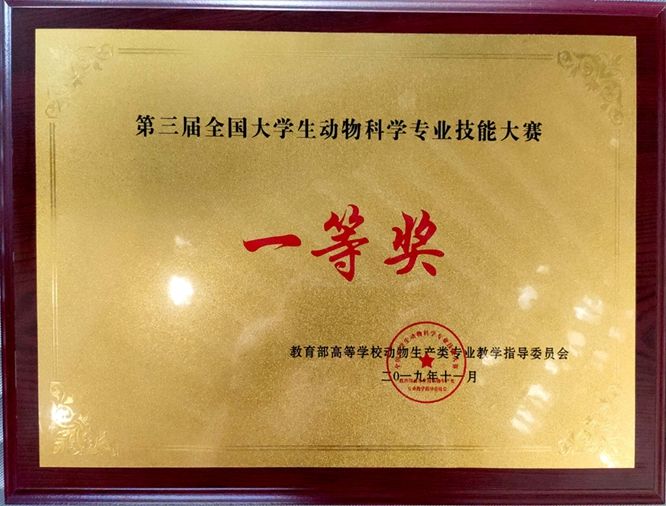 第三届全国大学生动物科学专业技能大赛
一等奖
教育部高等学校动物生产类专业教学指导委员会
二〇一九年十一月